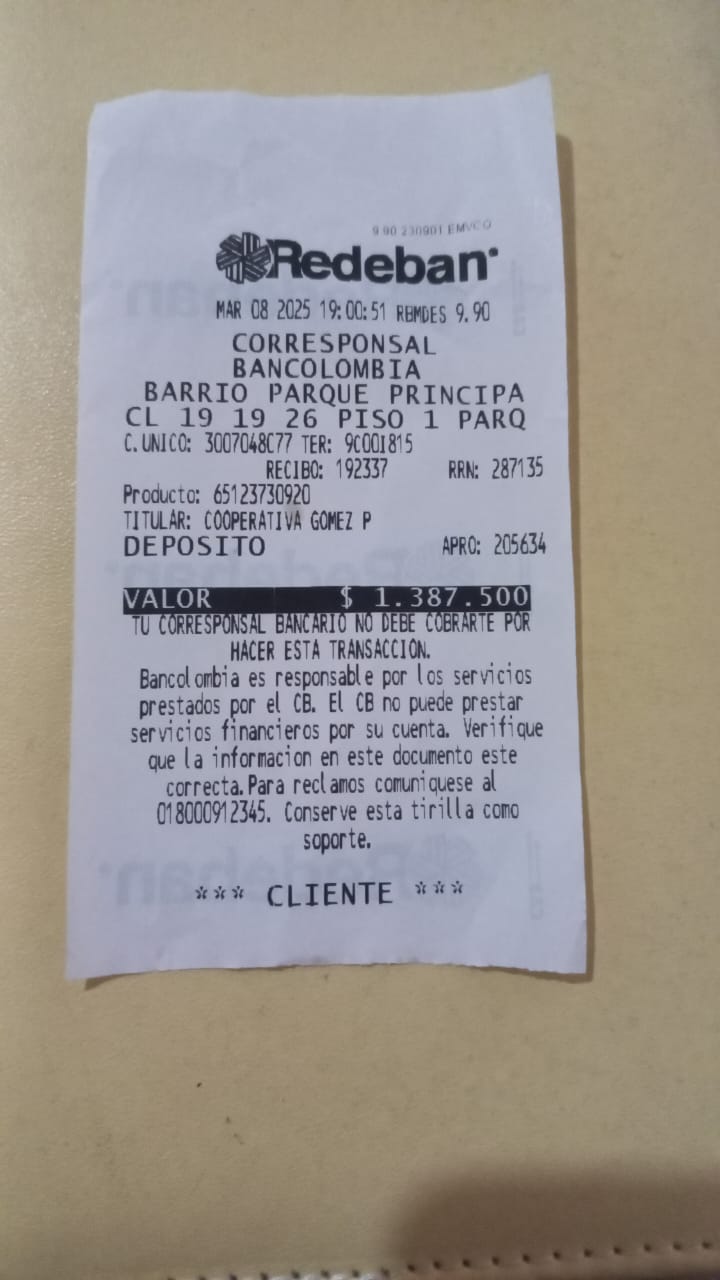 9.90 230901 EMVCO
Redeban
MAR 08 2025 19:00:51 RBMDES 9.90
CORRESPONSAL
BANCOLOMBIA
BARRIO PARQUE PRINCIPA
CL 19 19 26 PISO 1 PARQ
C.UNICO: 3007048C77 TER: 9C001815
RECIBO: 192337 RRN: 287135
Producto: 65123730920
TITULAR: COOPERATIVA GOMEZ P
DEPOSITO APRO: 205634
VALOR $ 1.387.500
TU CORRESPONSAL BANCARIO NO DEBE COBRARTE POR
HACER ESTA TRANSACCION.
Bancolombia es responsable por los servicios
prestados por el CB. El CB no puede prestar
servicios financieros por su cuenta. Verifique
que la informacion en este documento este
correcta.Para reclamos comuniquese al
018000912345. Conserve esta tirilla como
soporte.
*** CLIENTE ***